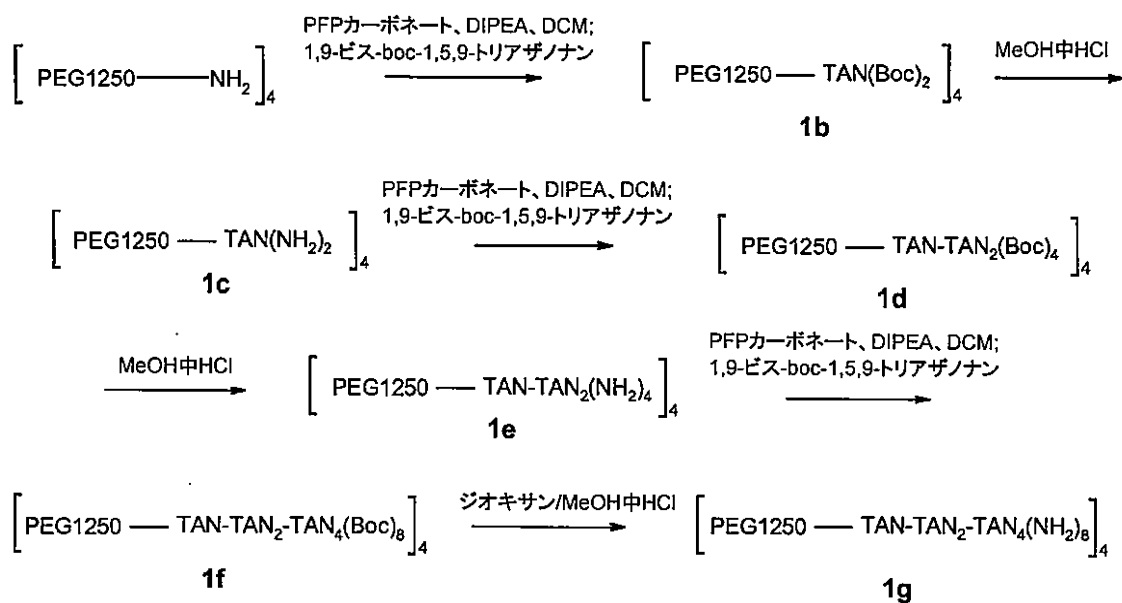 PFPカーボネート、DIPEA、DCM;
1,9-ビス-boc-1,5,9-トリアザノナン
[PEG1250—NH2]4
[PEG1250—TAN(Boc)2]4
MeOH中HCl
1b
PFPカーボネート、DIPEA、DCM;
1,9-ビス-boc-1,5,9-トリアザノナン
[PEG1250—TAN(NH2)2]4
[PEG1250—TAN-TAN2(Boc)4]4
1c
1d
MeOH中HCl
PFPカーボネート、DIPEA、DCM;
1,9-ビス-boc-1,5,9-トリアザノナン
[PEG1250—TAN-TAN2(NH2)4]4
1e
[PEG1250—TAN-TAN2-TAN4(Boc)8]4
ジオキサン/MeOH中HCl
[PEG1250—TAN-TAN2-TAN4(NH2)8]4
1f
1g